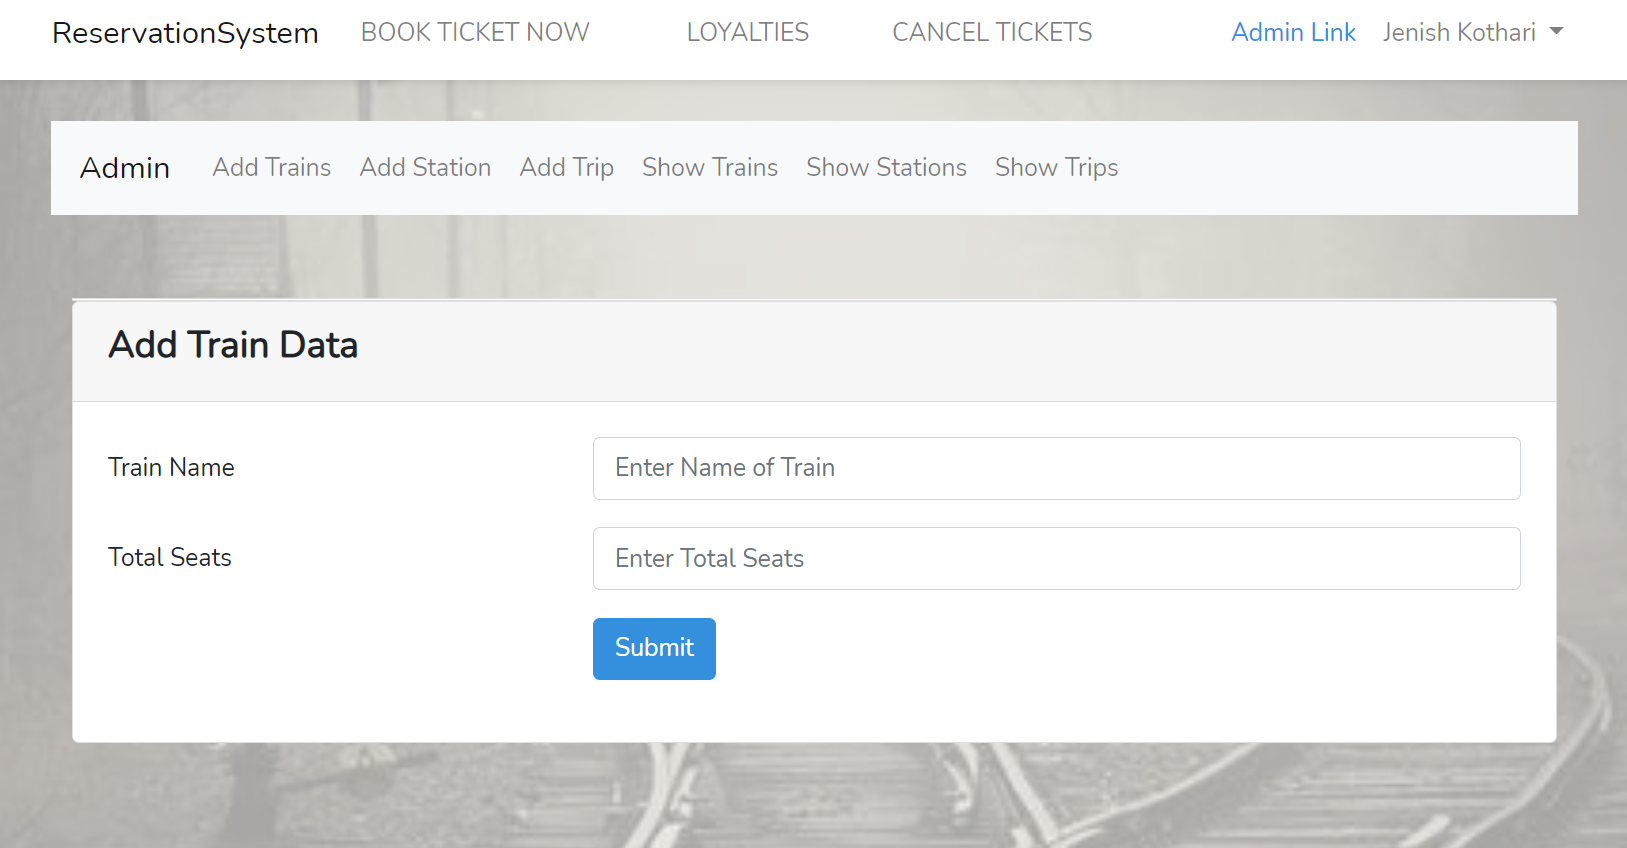 ReservationSystem BOOK TICKET NOW LOYALTIES CANCEL TICKETS Admin Link Jenish Kothari
Admin Add Trains Add Station Add Trip Show Trains Show Stations Show Trips
Add Train Data
Train Name Enter Name of Train
Total Seats Enter Total Seats
Submit